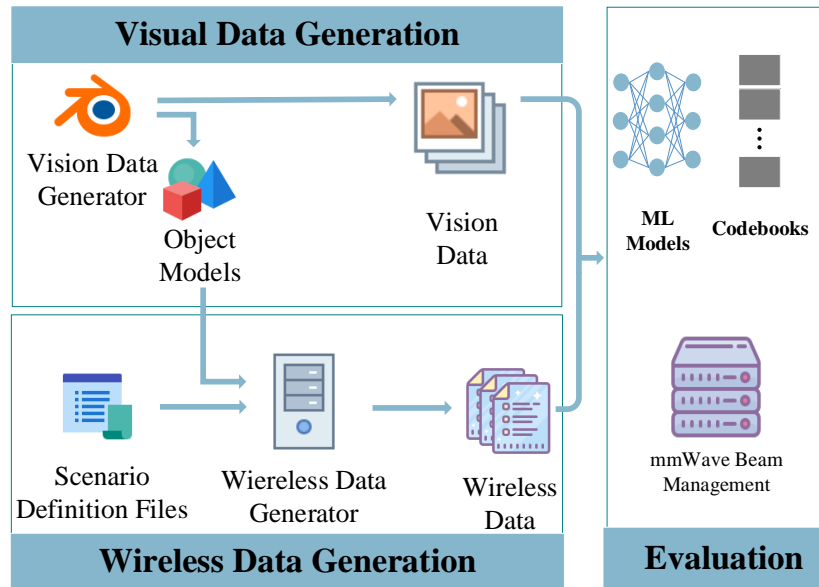 Visual Data Generation
Vision Data
Generator
Object
Models
Vision
Data
ML
Models
Codebooks
Scenario
Definition Files
Wiereless Data
Generator
Wireless
Data
mmWave Beam
Management
Wireless Data Generation
Evaluation